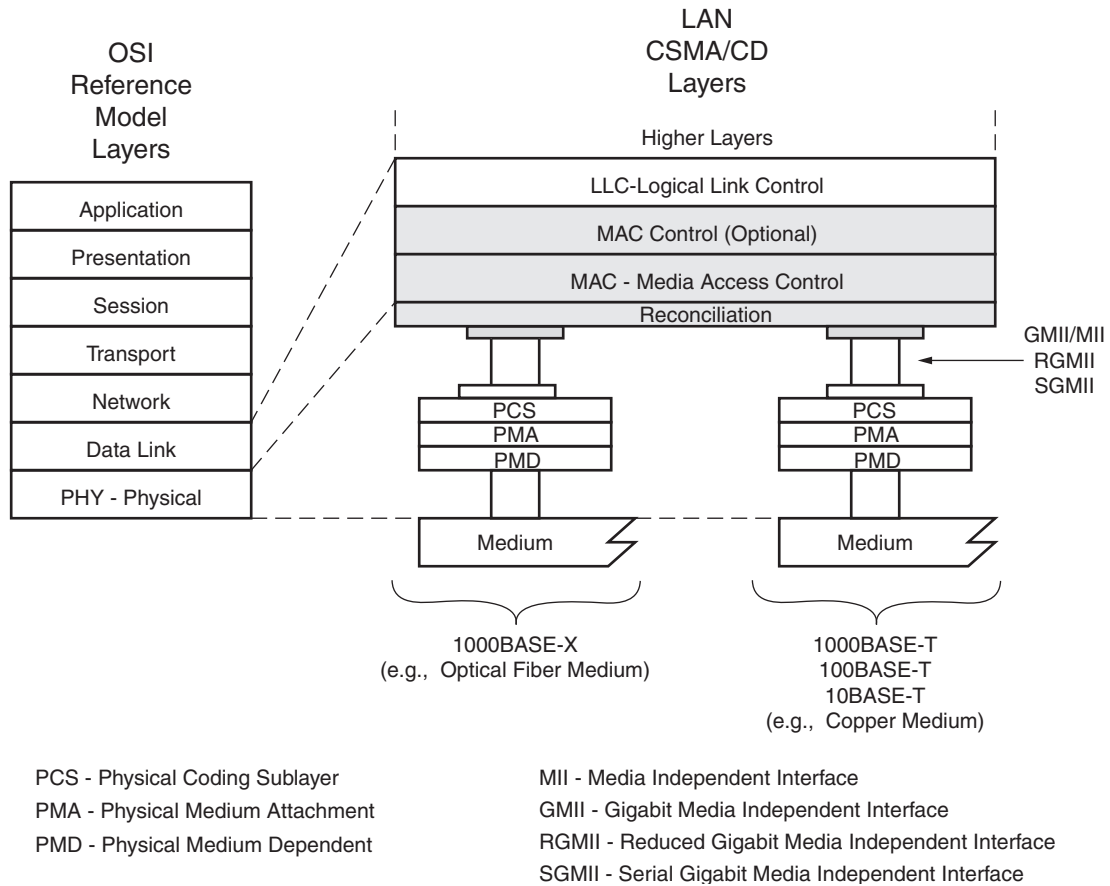 OSI
Reference
Model
Layers
Application
Presentation
Session
Transport
Network
Data Link
PHY - Physical
LAN
CSMA/CD
Layers
Higher Layers
LLC-Logical Link Control
MAC Control (Optional)
MAC - Media Access Control
Reconciliation
GMII/MII
RGMII
SGMII
PCS
PMA
PMD
Medium
PCS
PMA
PMD
Medium
1000BASE-X
(e.g., Optical Fiber Medium)
1000BASE-T
100BASE-T
10BASE-T
(e.g., Copper Medium)
PCS - Physical Coding Sublayer
PMA - Physical Medium Attachment
PMD - Physical Medium Dependent
MII - Media Independent Interface
GMII - Gigabit Media Independent Interface
RGMII - Reduced Gigabit Media Independent Interface
SGMII - Serial Gigabit Media Independent Interface